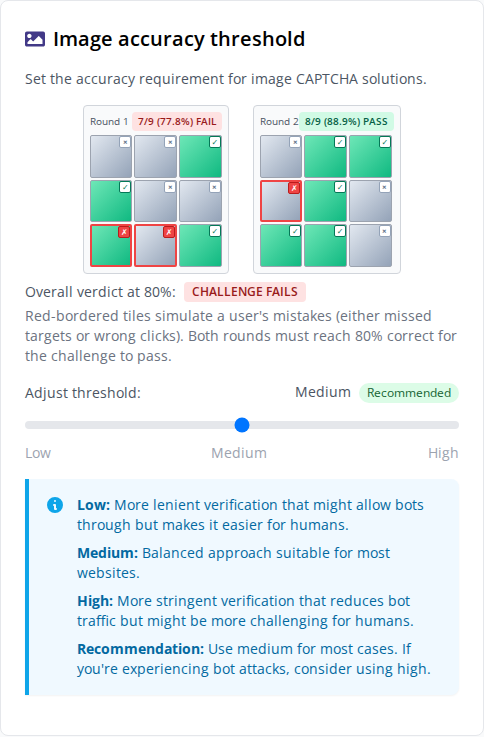 Image accuracy threshold
Set the accuracy requirement for image CAPTCHA solutions.
Round 1 7/9 (77.8%) FAIL
Round 2 8/9 (88.9%) PASS
Overall verdict at 80%: CHALLENGE FAILS
Red-bordered tiles simulate a user's mistakes (either missed
targets or wrong clicks). Both rounds must reach 80% correct for
the challenge to pass.
Adjust threshold: Medium Recommended
Low Medium High
Low: More lenient verification that might allow bots
through but makes it easier for humans.
Medium: Balanced approach suitable for most
websites.
High: More stringent verification that reduces bot
traffic but might be more challenging for humans.
Recommendation: Use medium for most cases. If
you're experiencing bot attacks, consider using high.